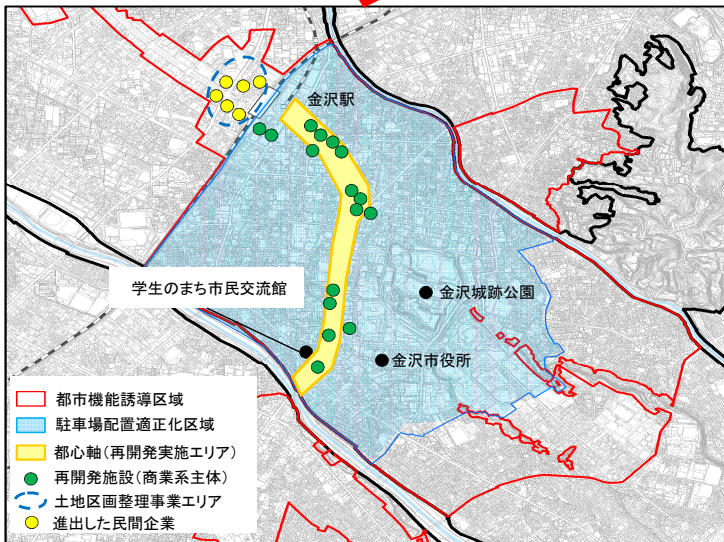 金沢駅
学生のまち市民交流館
金沢城跡公園
金沢市役所
都市機能誘導区域
駐車場配置適正化区域
都心軸(再開発実施エリア)
再開発施設(商業系主体)
土地区画整理事業エリア
進出した民間企業